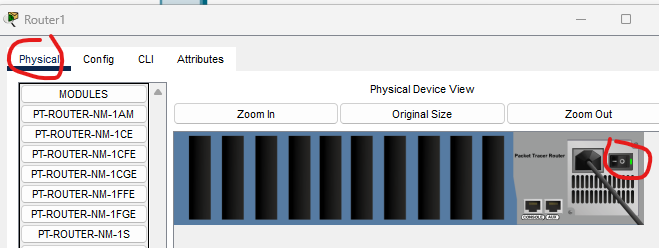 Router1
Physical Config CLI Attributes
MODULES
PT-ROUTER-NM-1AM
PT-ROUTER-NM-1CE
PT-ROUTER-NM-1CFE
PT-ROUTER-NM-1CGE
PT-ROUTER-NM-1FFE
PT-ROUTER-NM-1FGE
PT-ROUTER-NM-1S
Physical Device View
Zoom In Original Size Zoom Out
Packet Tracer Router
CONSOLE AUX